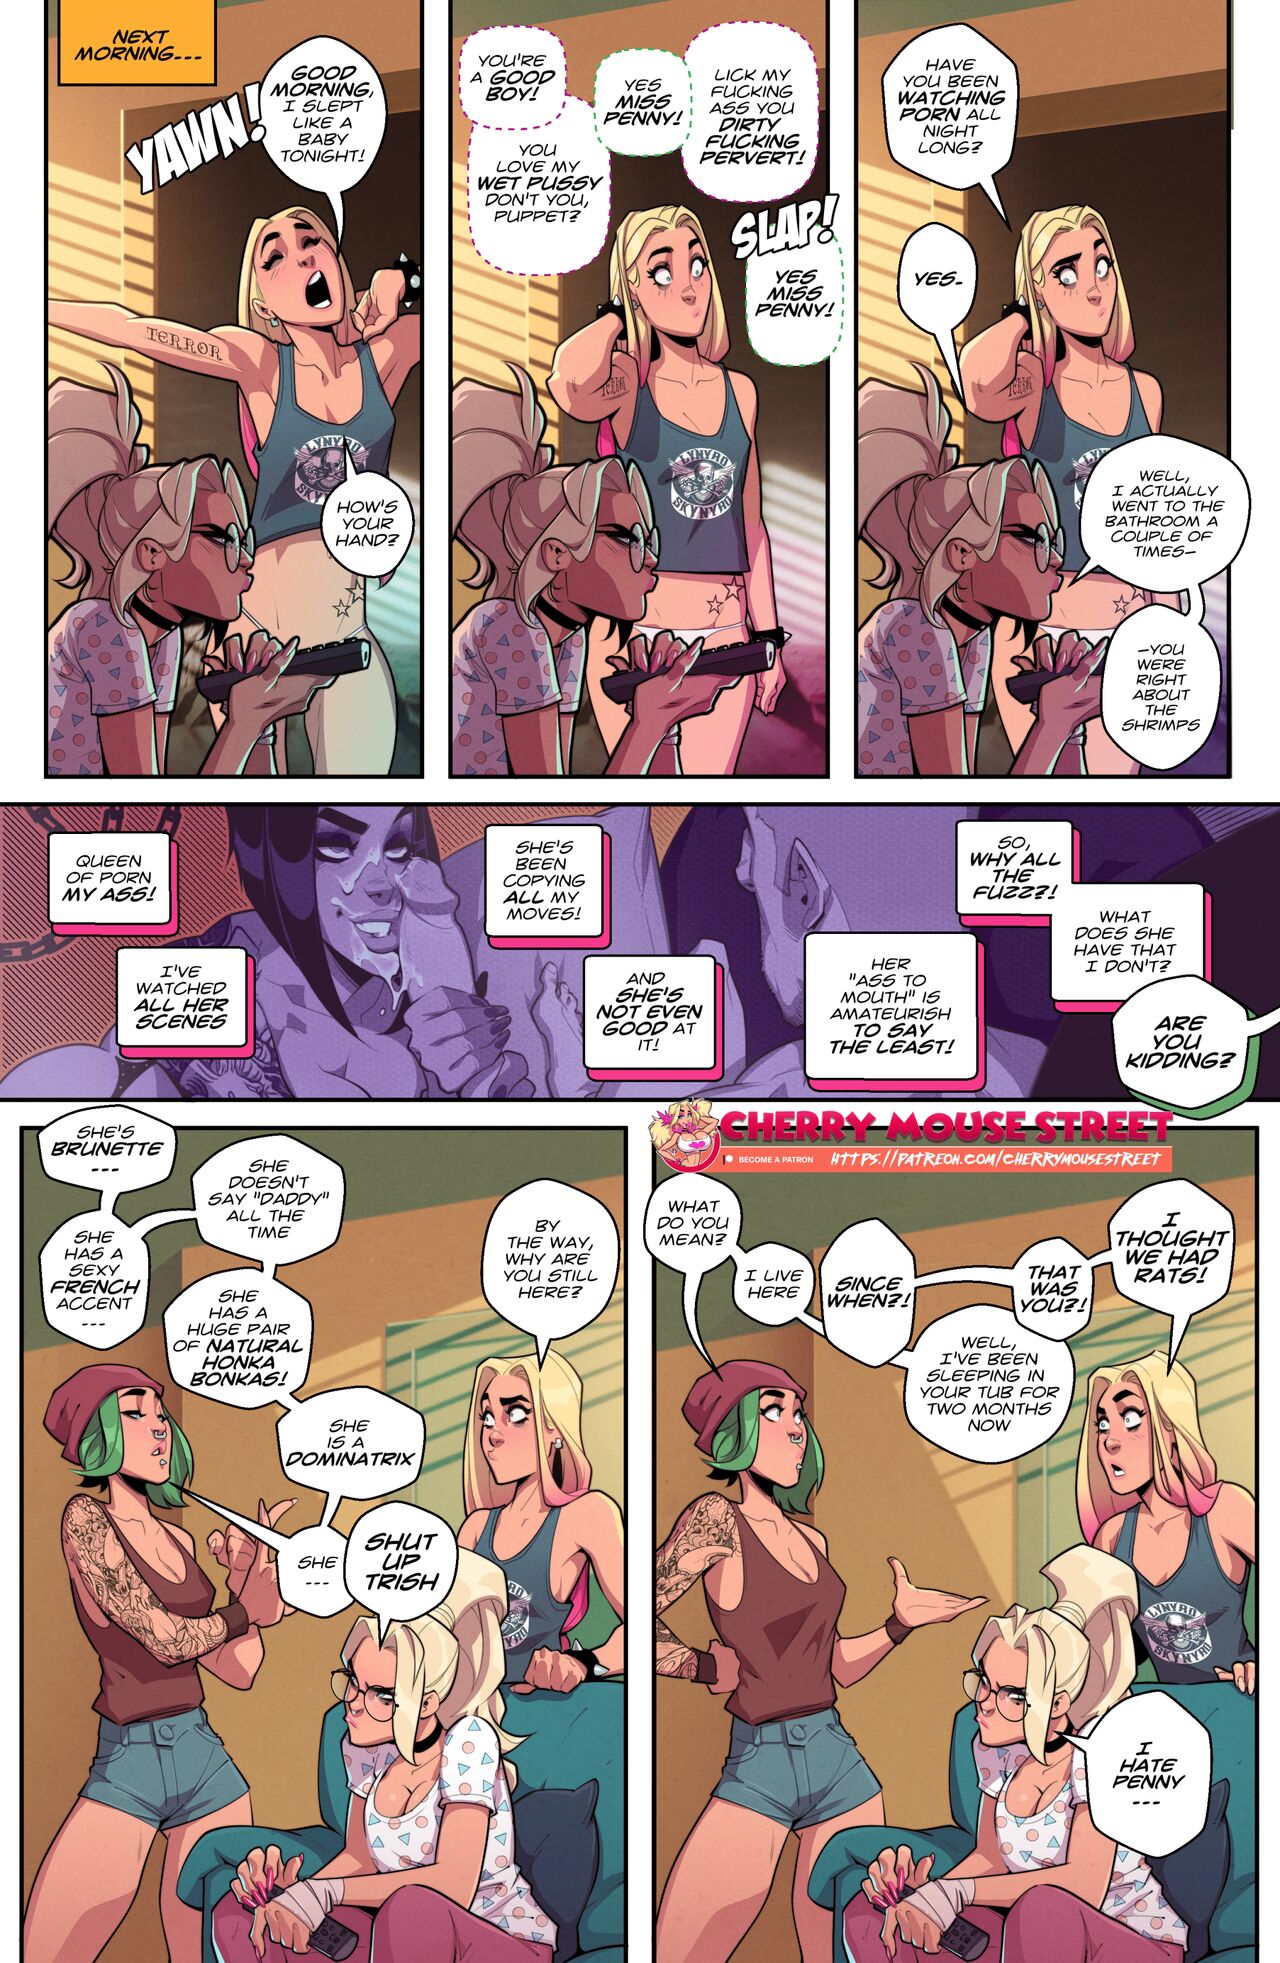 NEXT
MORNING...
GOOD
MORNING,
I SLEPT
LIKE A
BABY
TONIGHT!
YAWN!
TERROR
LYNYRD
SKYNYRD
HOW'S
YOUR
HAND?
YOU'RE
A GOOD
BOY!
YES
MISS
PENNY!
LICK MY
FUCKING
ASS YOU
DIRTY
FUCKING
PERVERT!
YOU
LOVE MY
WET PUSSY
DON'T YOU,
PUPPET?
SLAP!
YES
MISS
PENNY!
TERROR
LYNYRD
SKYNYRD
HAVE
YOU BEEN
WATCHING
PORN ALL
NIGHT
LONG?
YES-
WELL,
I ACTUALLY
WENT TO THE
BATHROOM A
COUPLE OF
TIMES—
—YOU
WERE
RIGHT
ABOUT
THE
SHRIMPS
QUEEN
OF PORN
MY ASS!
I'VE
WATCHED
ALL HER
SCENES
SHE'S
BEEN
COPYING
ALL MY
MOVES!
AND
SHE'S
NOT EVEN
GOOD AT
IT!
HER
"ASS TO
MOUTH" IS
AMATEURISH
TO SAY
THE LEAST!
SO,
WHY ALL
THE
FUZZ?!
WHAT
DOES SHE
HAVE THAT
I DON'T?
ARE
YOU
KIDDING?
SHE'S
BRUNETTE
...
SHE
HAS A
SEXY
FRENCH
ACCENT
...
SHE
DOESN'T
SAY "DADDY"
ALL THE
TIME
SHE
HAS A
HUGE PAIR
OF NATURAL
HONKA
BONKAS!
SHE
IS A
DOMINATRIX
SHE
...
SHUT
UP
TRISH
BY
THE WAY,
WHY ARE
YOU STILL
HERE?
CHERRY MOUSE STREET
BECOME A PATRON
HTTPS://PATREON.COM/CHERRYMOUSESTREET
WHAT
DO YOU
MEAN?
I LIVE
HERE
SINCE
WHEN?!
WELL,
I'VE BEEN
SLEEPING IN
YOUR TUB FOR
TWO MONTHS
NOW
THAT
WAS
YOU?!
I
THOUGHT
WE HAD
RATS!
LYNYRD
SKYNYRD
I
HATE
PENNY
...